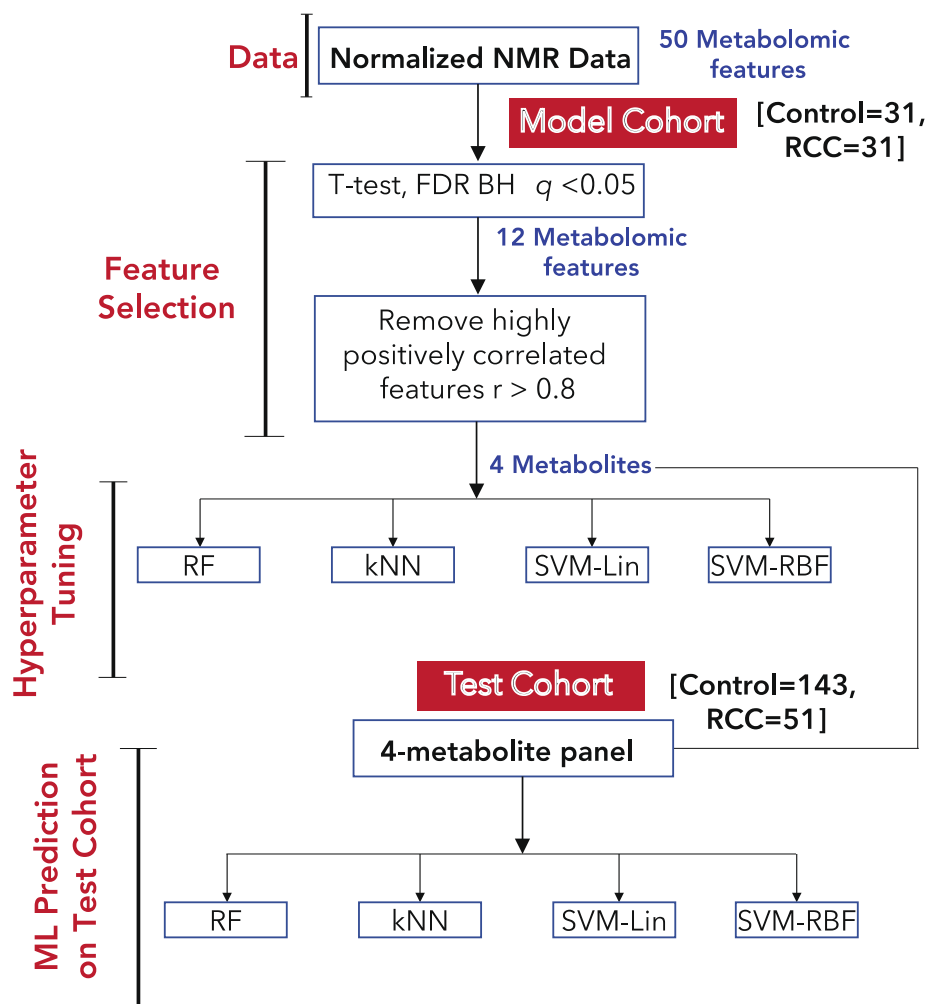 Data
Normalized NMR Data
50 Metabolomic
features
Model Cohort
[Control=31,
RCC=31]
Feature
Selection
T-test, FDR BH q <0.05
12 Metabolomic
features
Remove highly
positively correlated
features r > 0.8
4 Metabolites
Hyperparameter
Tuning
RF
kNN
SVM-Lin
SVM-RBF
Test Cohort
[Control=143,
RCC=51]
4-metabolite panel
ML Prediction
on Test Cohort
RF
kNN
SVM-Lin
SVM-RBF